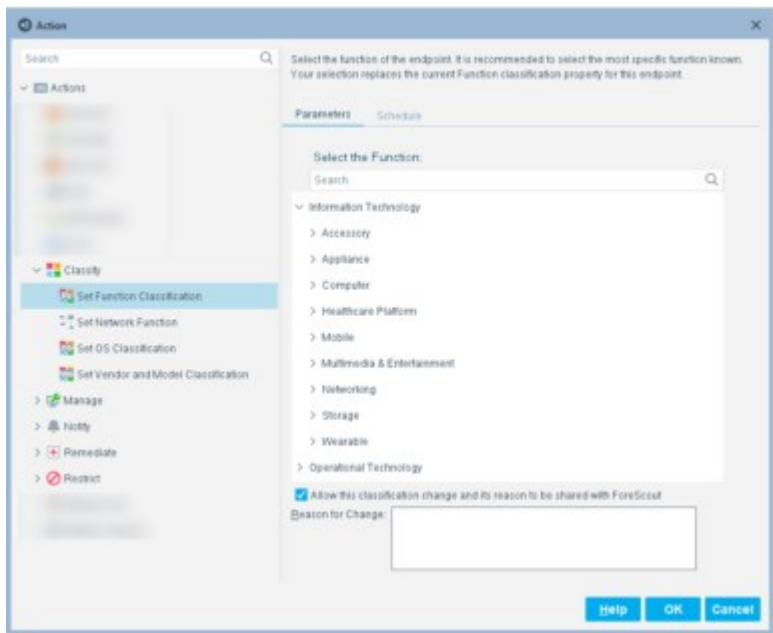 Action
Search
Actions
Classify
Set Function Classification
Set Network Function
Set OS Classification
Set Vendor and Model Classification
Manage
Notify
Remediate
Restrict
Select the function of the endpoint. It is recommended to select the most specific function known.
Your selection replaces the current Function classification property for this endpoint.
Parameters Schedule
Select the Function:
Search
Information Technology
Accessory
Appliance
Computer
Healthcare Platform
Mobile
Multimedia & Entertainment
Networking
Storage
Wearable
Operational Technology
Allow this classification change and its reason to be shared with ForeScout
Reason for Change:
Help OK Cancel